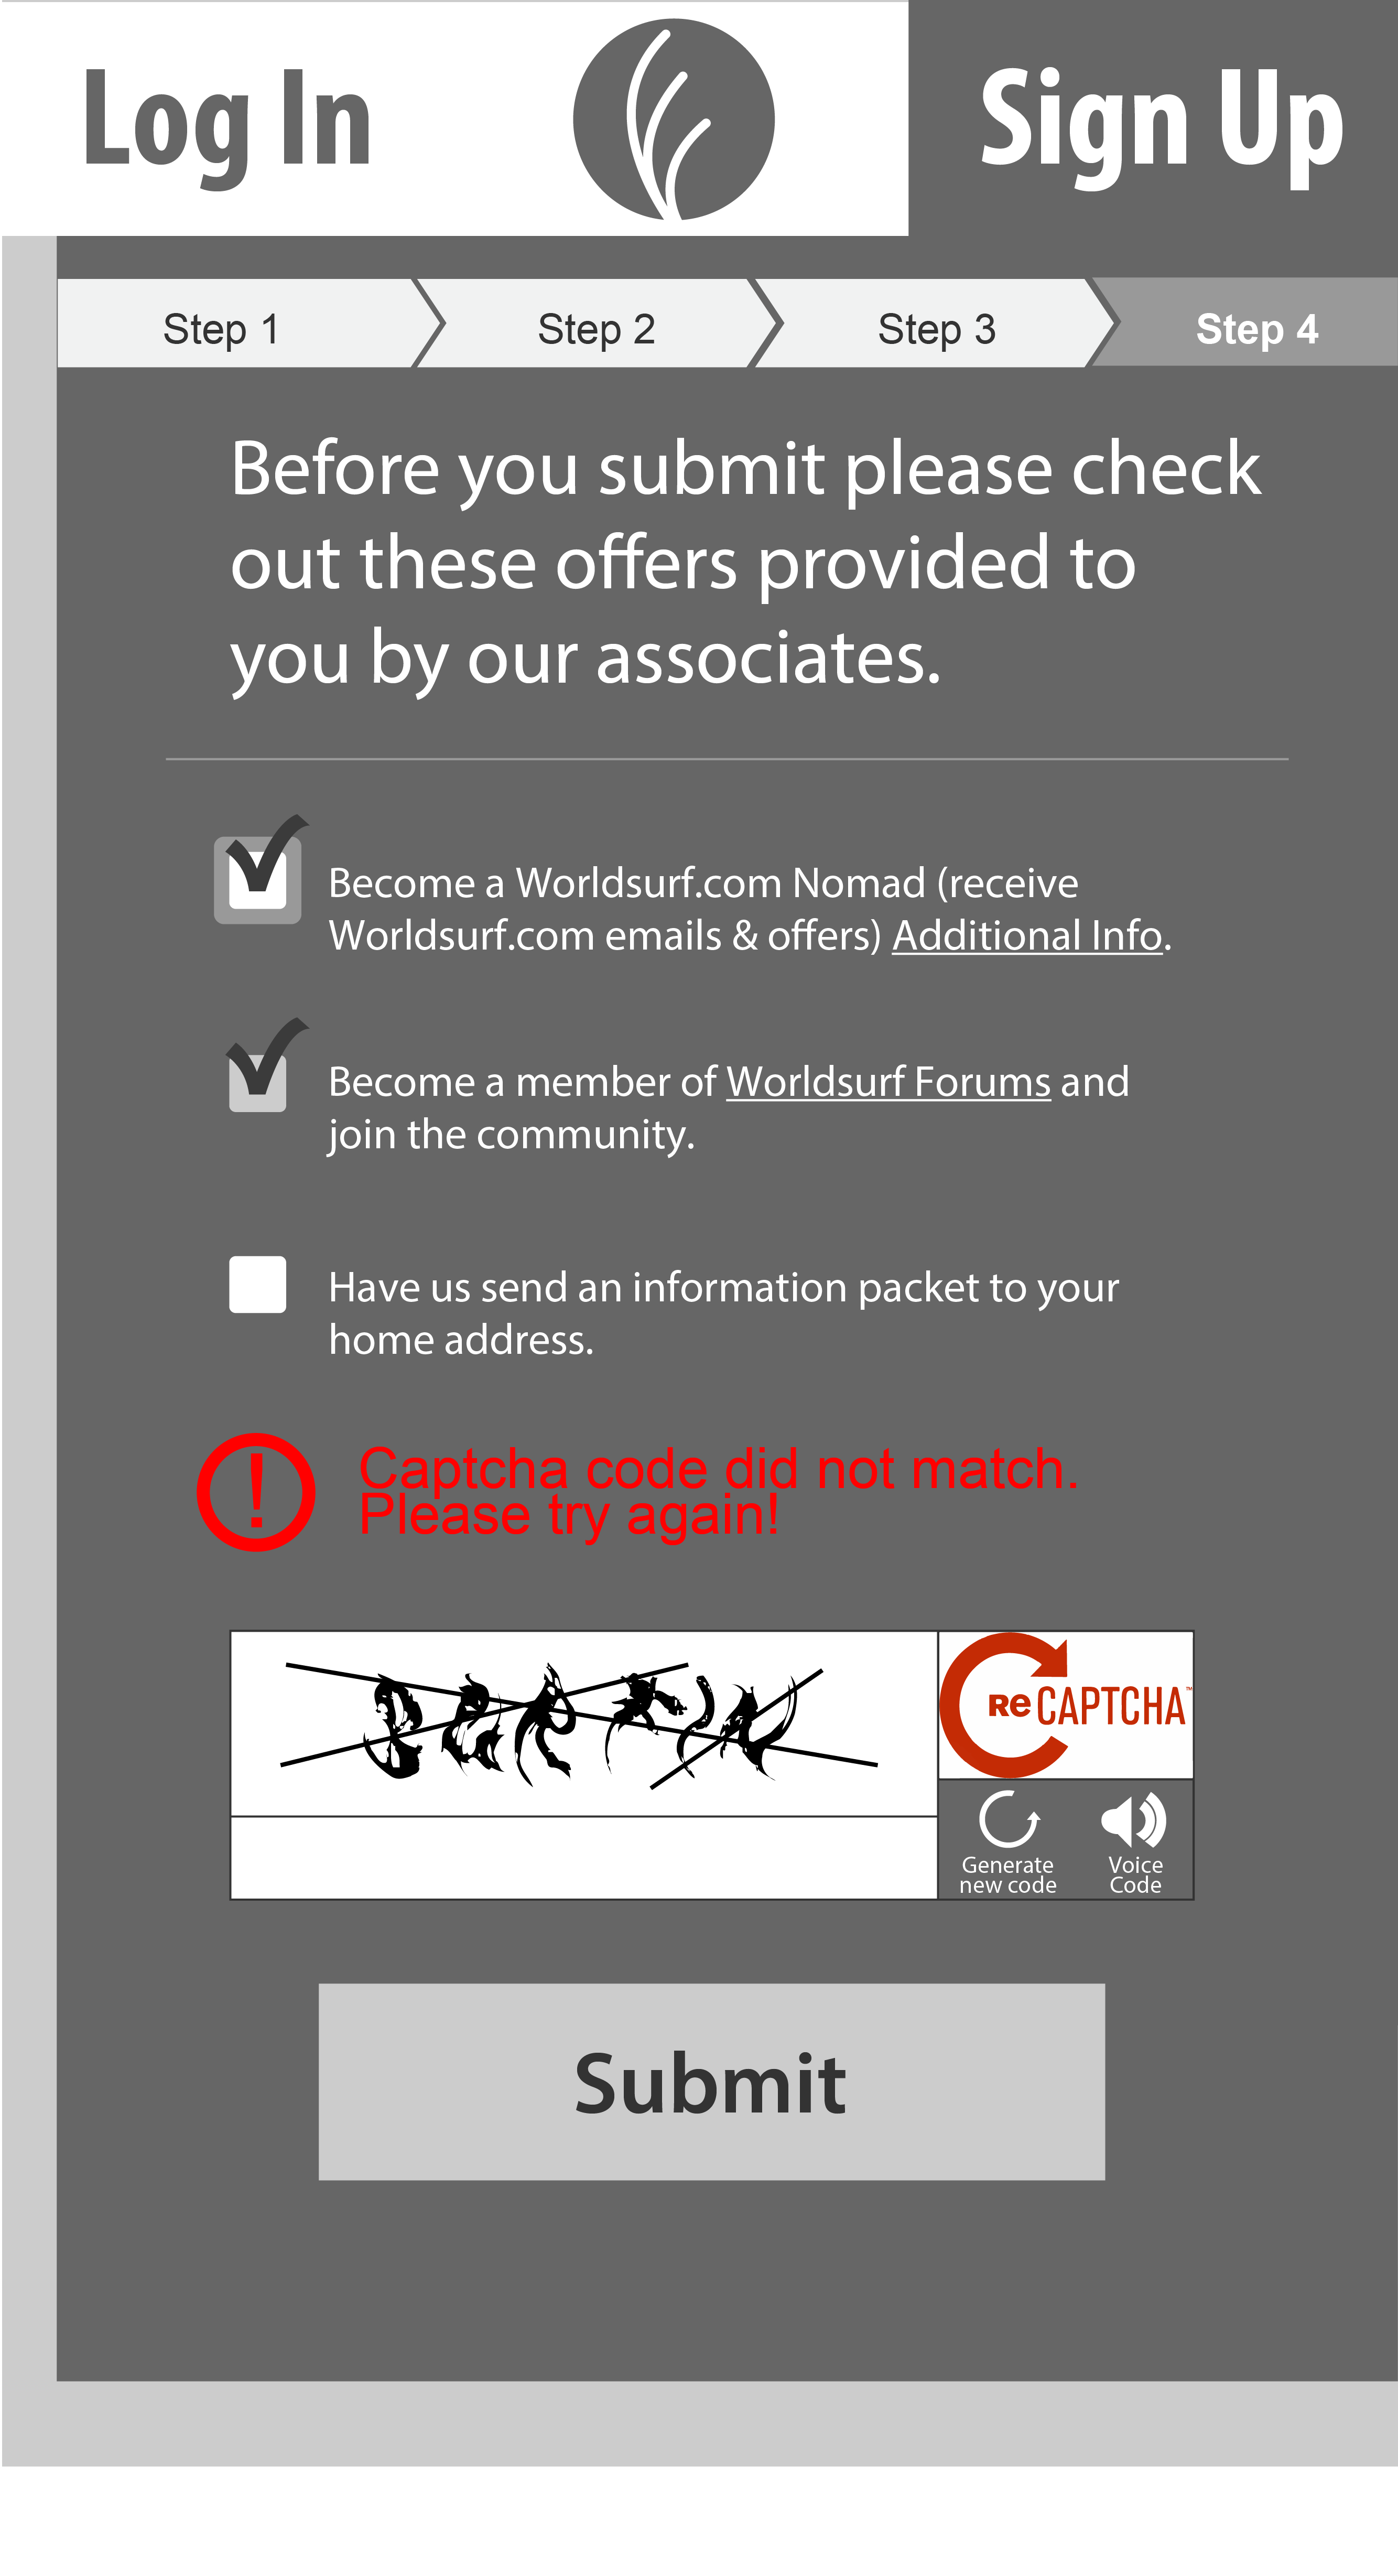 Log In
Sign Up
Step 1
Step 2
Step 3
Step 4
Before you submit please check
out these offers provided to
you by our associates.
Become a Worldsurf.com Nomad (receive
Worldsurf.com emails & offers) Additional Info.
Become a member of Worldsurf Forums and
join the community.
Have us send an information packet to your
home address.
!
Captcha code did not match.
Please try again!
ReCAPTCHA™
Generate
new code
Voice
Code
Submit